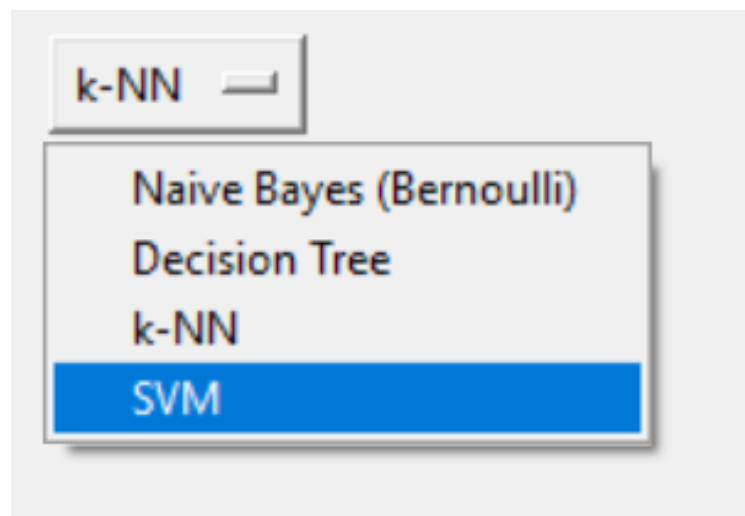 k-NN
Naive Bayes (Bernoulli)
Decision Tree
k-NN
SVM